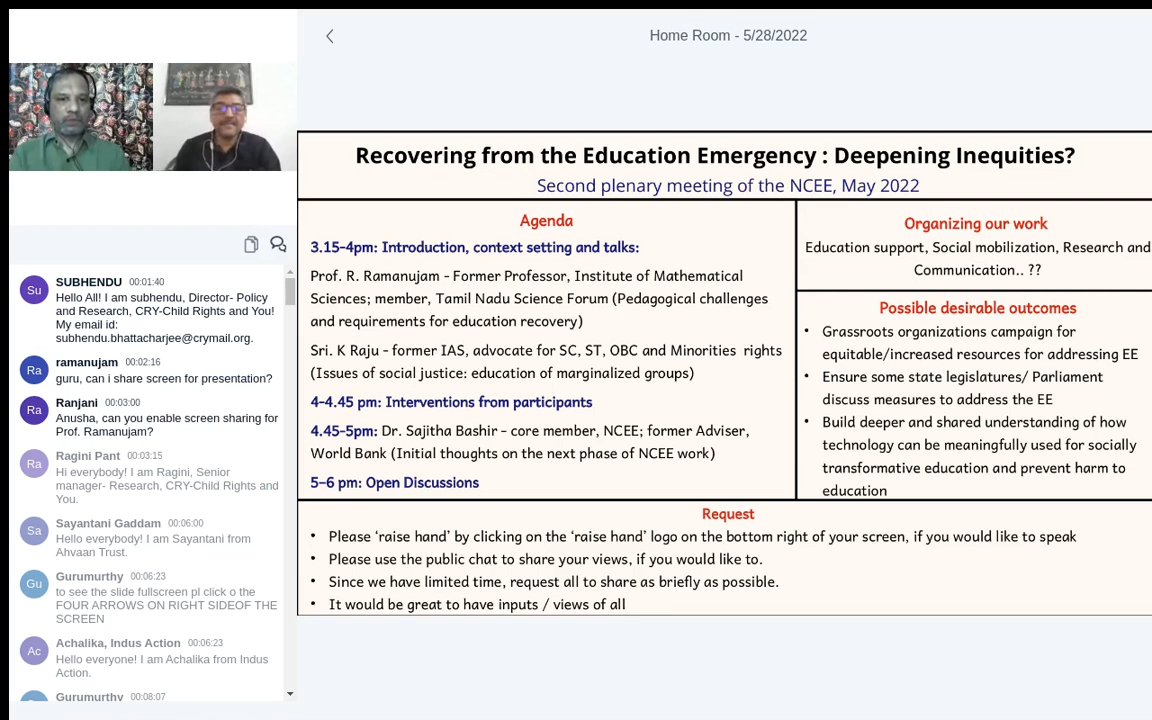 Home Room - 5/28/2022
Su
SUBHENDU 00:01:40
Hello All! I am subhendu, Director- Policy
and Research, CRY-Child Rights and You!
My email id:
subhendu.bhattacharjee@crymail.org.
Ra
ramanujam 00:02:16
guru, can i share screen for presentation?
Ra
Ranjani 00:03:00
Anusha, can you enable screen sharing for
Prof. Ramanujam?
Ra
Ragini Pant 00:03:15
Hi everybody! I am Ragini, Senior
manager- Research, CRY-Child Rights and
You.
Sa
Sayantani Gaddam 00:06:00
Hello everybody! I am Sayantani from
Ahvaan Trust.
Gu
Gurumurthy 00:06:23
to see the slide fullscreen pl click o the
FOUR ARROWS ON RIGHT SIDEOF THE
SCREEN
Ac
Achalika, Indus Action 00:06:23
Hello everyone! I am Achalika from Indus
Action.
Gurumurthy 00:08:07
Recovering from the Education Emergency : Deepening Inequities?
Second plenary meeting of the NCEE, May 2022
Agenda
3.15-4pm: Introduction, context setting and talks:
Prof. R. Ramanujam - Former Professor, Institute of Mathematical
Sciences; member, Tamil Nadu Science Forum (Pedagogical challenges
and requirements for education recovery)
Sri. K Raju - former IAS, advocate for SC, ST, OBC and Minorities rights
(Issues of social justice: education of marginalized groups)
4-4.45 pm: Interventions from participants
4.45-5pm: Dr. Sajitha Bashir - core member, NCEE; former Adviser,
World Bank (Initial thoughts on the next phase of NCEE work)
5-6 pm: Open Discussions
Organizing our work
Education support, Social mobilization, Research and
Communication.. ??
Possible desirable outcomes
• Grassroots organizations campaign for
equitable/increased resources for addressing EE
• Ensure some state legislatures/ Parliament
discuss measures to address the EE
• Build deeper and shared understanding of how
technology can be meaningfully used for socially
transformative education and prevent harm to
education
Request
• Please ‘raise hand’ by clicking on the ‘raise hand’ logo on the bottom right of your screen, if you would like to speak
• Please use the public chat to share your views, if you would like to.
• Since we have limited time, request all to share as briefly as possible.
• It would be great to have inputs / views of all